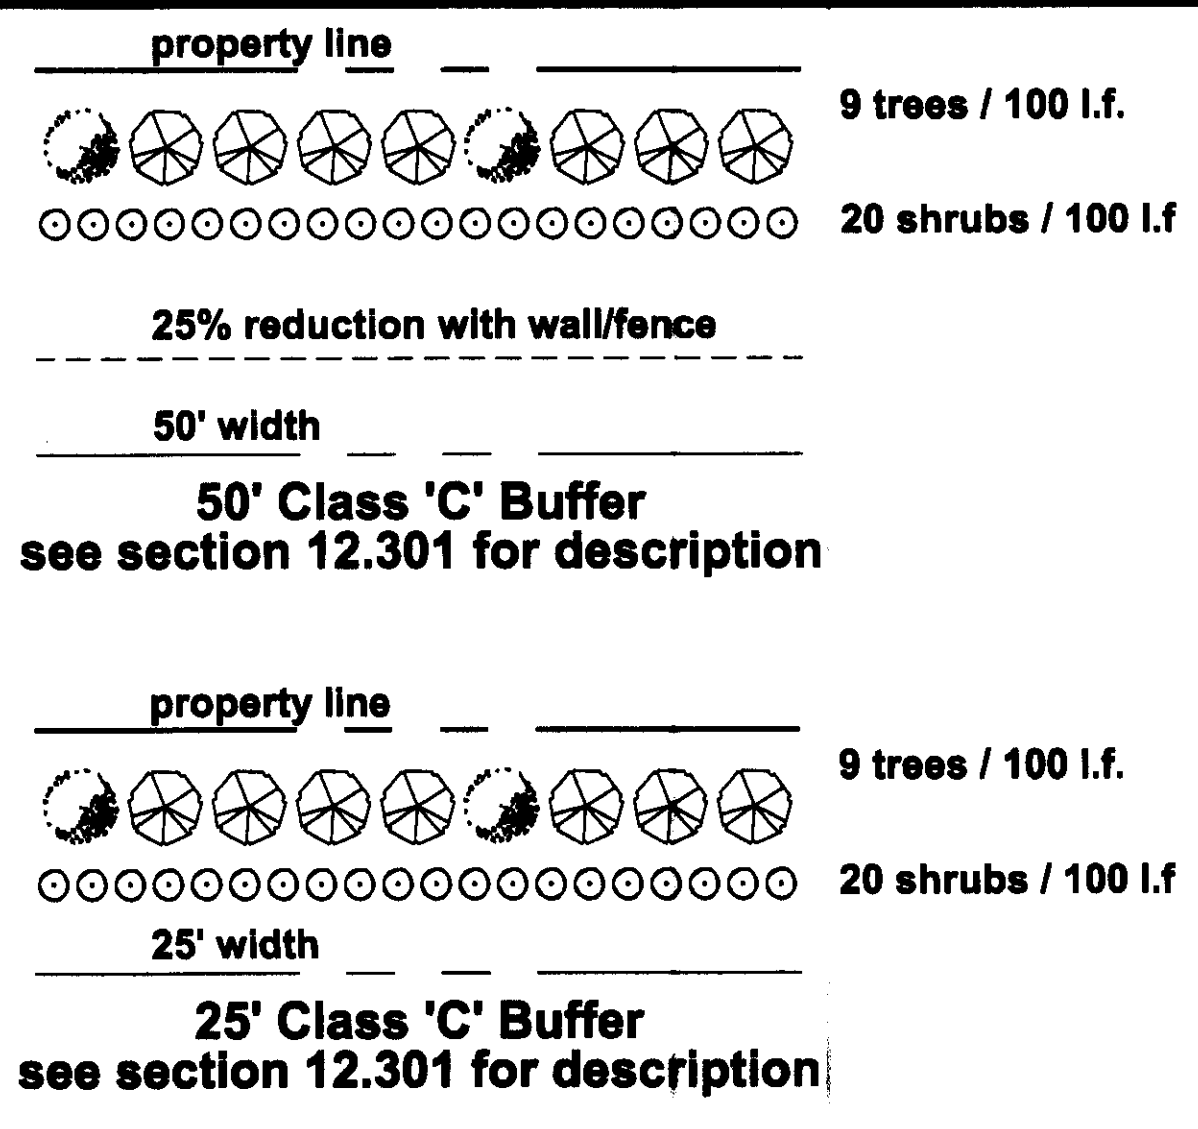 property line
9 trees / 100 l.f.
20 shrubs / 100 l.f
25% reduction with wall/fence
50' width
50' Class 'C' Buffer
see section 12.301 for description
property line
9 trees / 100 l.f.
20 shrubs / 100 l.f
25' width
25' Class 'C' Buffer
see section 12.301 for description